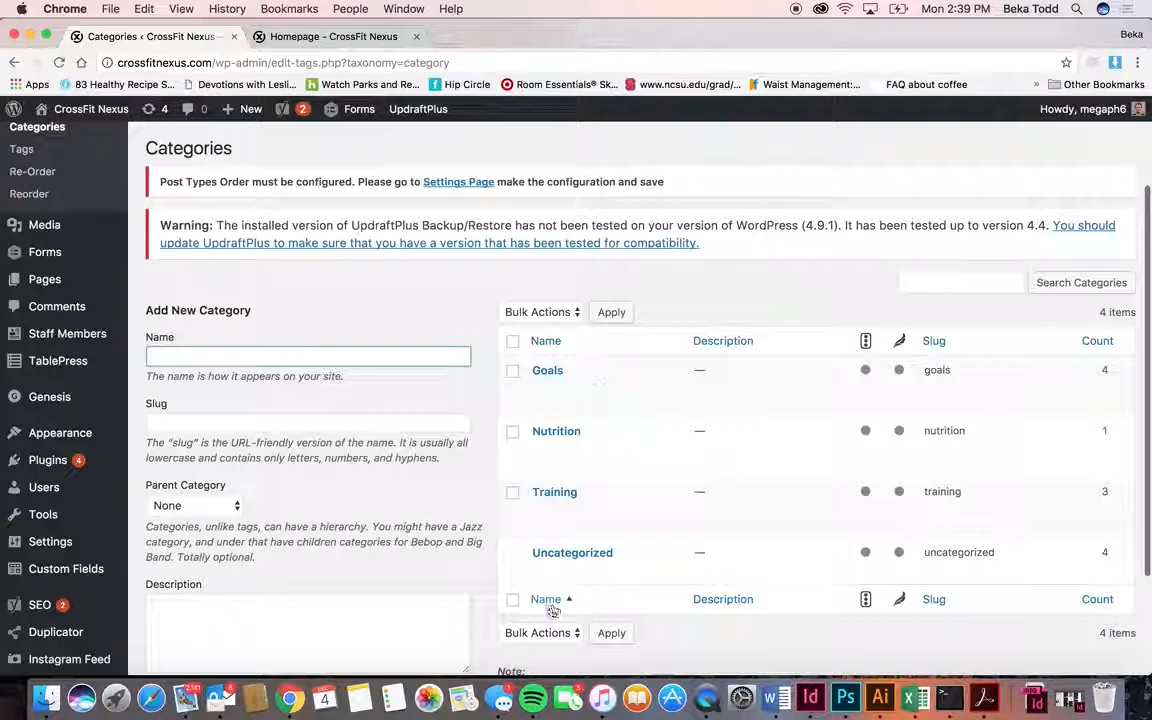 Chrome File Edit View History Bookmarks People Window Help Mon 2:39 PM Beka Todd
Categories ‹ CrossFit Nexus Homepage - CrossFit Nexus Beka
crossfitnexus.com/wp-admin/edit-tags.php?taxonomy=category
Apps 83 Healthy Recipe S... Devotions with Lesli... Watch Parks and Re... Hip Circle Room Essentials® Sk... www.ncsu.edu/grad/... Waist Management:... FAQ about coffee » Other Bookmarks
CrossFit Nexus 4 0 + New 2 Forms UpdraftPlus Howdy, megaph6
Categories
Tags
Re-Order
Reorder
Media
Forms
Pages
Comments
Staff Members
TablePress
Genesis
Appearance
Plugins 4
Users
Tools
Settings
Custom Fields
SEO 2
Duplicator
Instagram Feed
Categories
Post Types Order must be configured. Please go to Settings Page make the configuration and save
Warning: The installed version of UpdraftPlus Backup/Restore has not been tested on your version of WordPress (4.9.1). It has been tested up to version 4.4. You should
update UpdraftPlus to make sure that you have a version that has been tested for compatibility.
Search Categories
Add New Category
Name
The name is how it appears on your site.
Slug
The "slug" is the URL-friendly version of the name. It is usually all
lowercase and contains only letters, numbers, and hyphens.
Parent Category
None
Categories, unlike tags, can have a hierarchy. You might have a Jazz
category, and under that have children categories for Bebop and Big
Band. Totally optional.
Description
Bulk Actions Apply 4 items
Name Description Slug Count
Goals — goals 4
Nutrition — nutrition 1
Training — training 3
Uncategorized — uncategorized 4
Name Description Slug Count
Bulk Actions Apply 4 items
Note: